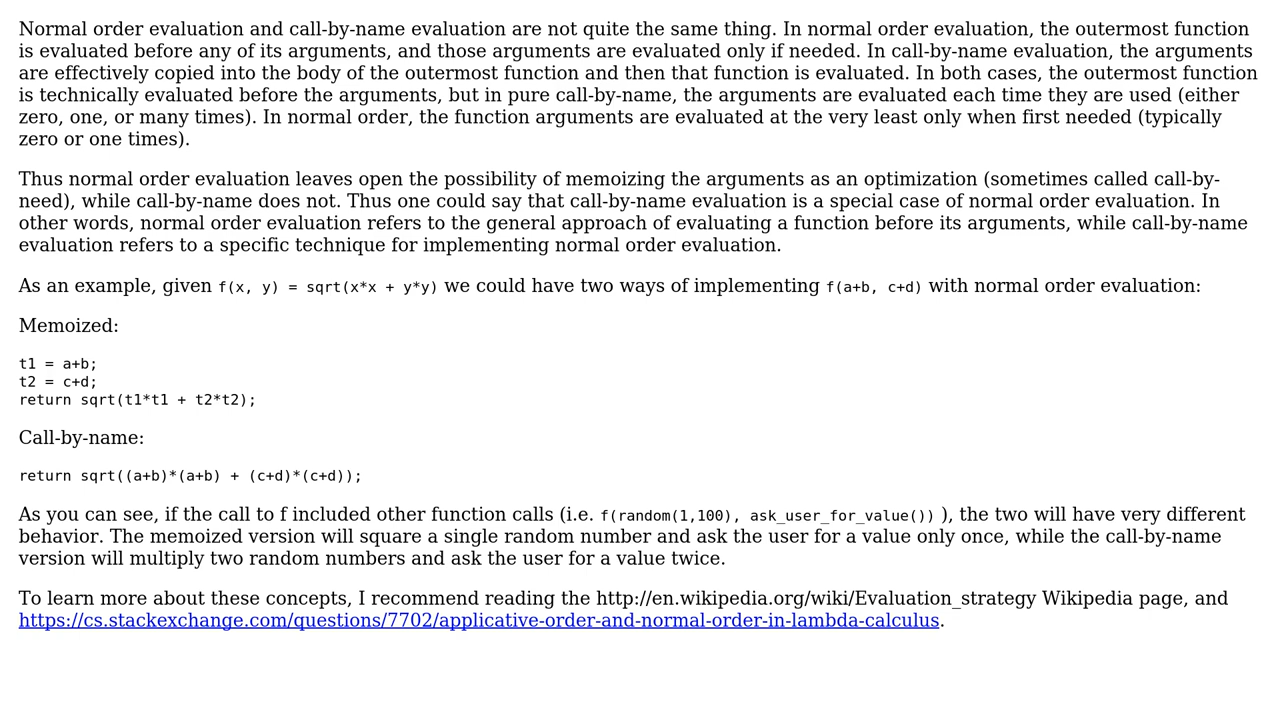 Normal order evaluation and call-by-name evaluation are not quite the same thing. In normal order evaluation, the outermost function
is evaluated before any of its arguments, and those arguments are evaluated only if needed. In call-by-name evaluation, the arguments
are effectively copied into the body of the outermost function and then that function is evaluated. In both cases, the outermost function
is technically evaluated before the arguments, but in pure call-by-name, the arguments are evaluated each time they are used (either
zero, one, or many times). In normal order, the function arguments are evaluated at the very least only when first needed (typically
zero or one times).
Thus normal order evaluation leaves open the possibility of memoizing the arguments as an optimization (sometimes called call-by-
need), while call-by-name does not. Thus one could say that call-by-name evaluation is a special case of normal order evaluation. In
other words, normal order evaluation refers to the general approach of evaluating a function before its arguments, while call-by-name
evaluation refers to a specific technique for implementing normal order evaluation.
As an example, given f(x, y) = sqrt(x*x + y*y) we could have two ways of implementing f(a+b, c+d) with normal order evaluation:
Memoized:
t1 = a+b;
t2 = c+d;
return sqrt(t1*t1 + t2*t2);
Call-by-name:
return sqrt((a+b)*(a+b) + (c+d)*(c+d));
As you can see, if the call to f included other function calls (i.e. f(random(1,100), ask_user_for_value()) ), the two will have very different
behavior. The memoized version will square a single random number and ask the user for a value only once, while the call-by-name
version will multiply two random numbers and ask the user for a value twice.
To learn more about these concepts, I recommend reading the http://en.wikipedia.org/wiki/Evaluation_strategy Wikipedia page, and
https://cs.stackexchange.com/questions/7702/applicative-order-and-normal-order-in-lambda-calculus.